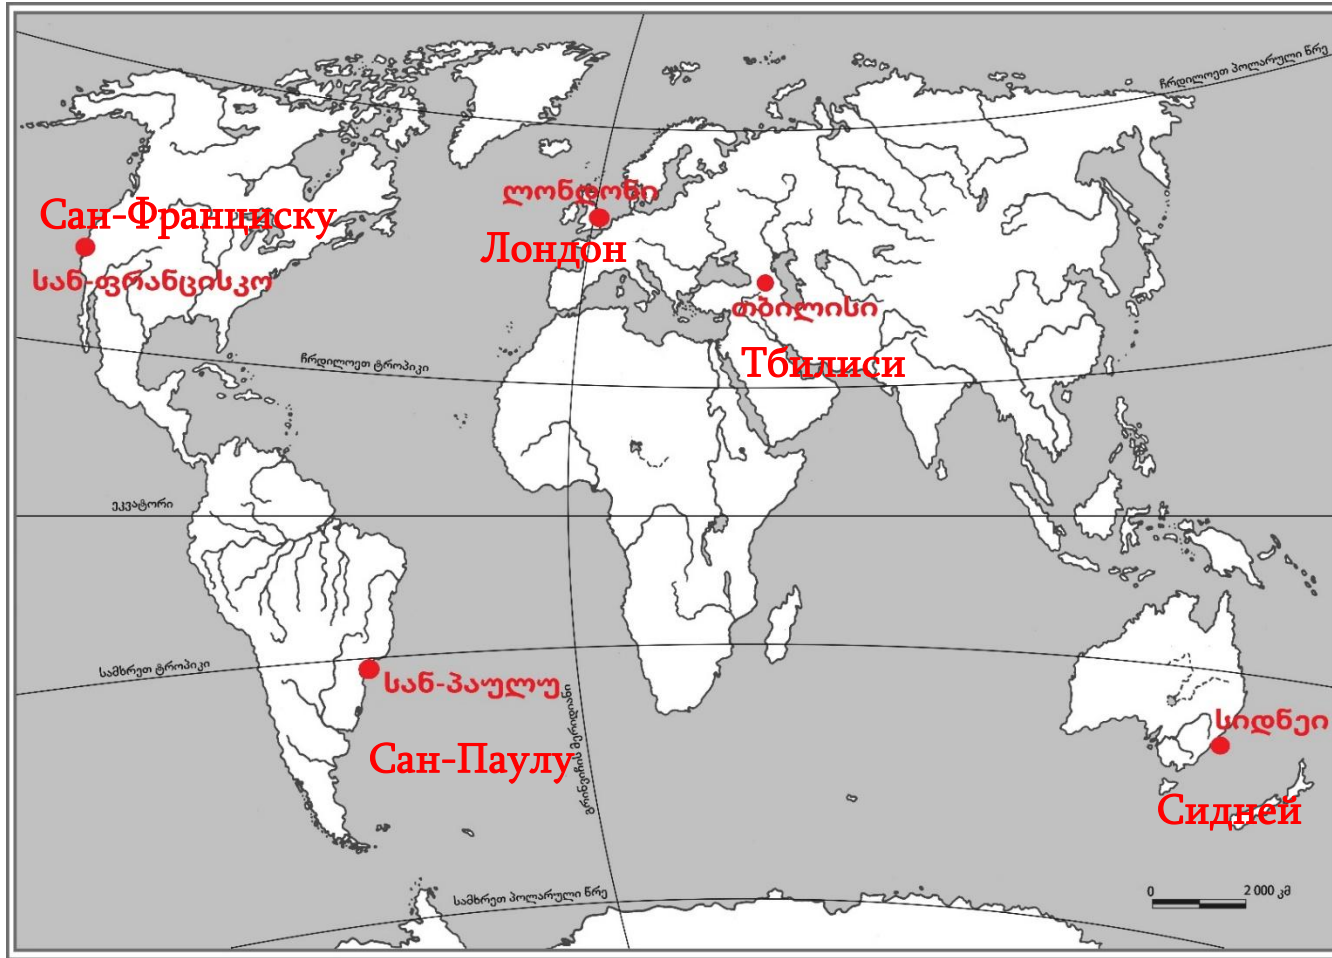 ჩრდილოეთ პოლარული წრე
ლონდონი
Сан-Франциску
Лондон
სან-ფრანცისკო
თბილისი
Тбилиси
ჩრდილოეთ ტროპიკი
ეკვატორი
სამხრეთ ტროპიკი
სან-პაულუ
გრინვიჩის მერიდიანი
სიდნეი
Сан-Паулу
Сидней
სამხრეთ პოლარული წრე
0 2 000 კმ